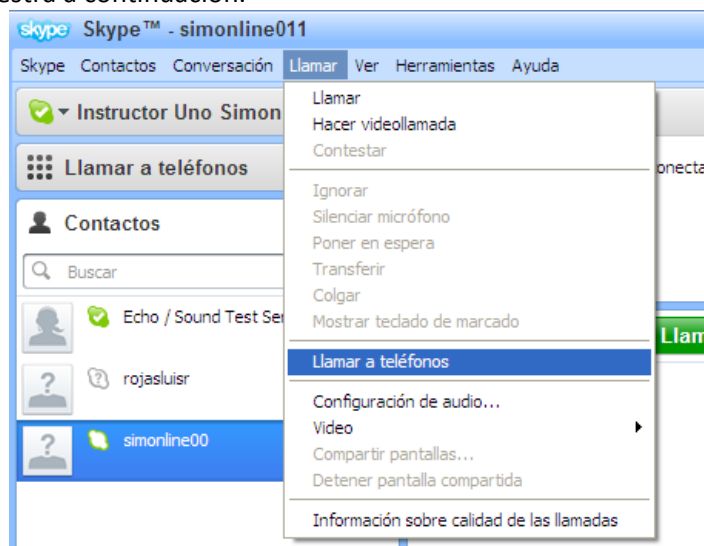 estra a continuación.
skype Skype™ - simonline011
Skype Contactos Conversación Llamar Ver Herramientas Ayuda
Instructor Uno Simon
Llamar a teléfonos
Contactos
Buscar
Echo / Sound Test Ser
rojasluisr
simonline00
Llamar
Hacer videollamada
Contestar
Ignorar
Silenciar micrófono
Poner en espera
Transferir
Colgar
Mostrar teclado de marcado
Llamar a teléfonos
Configuración de audio...
Video
Compartir pantallas...
Detener pantalla compartida
Información sobre calidad de las llamadas
onecta
Llam